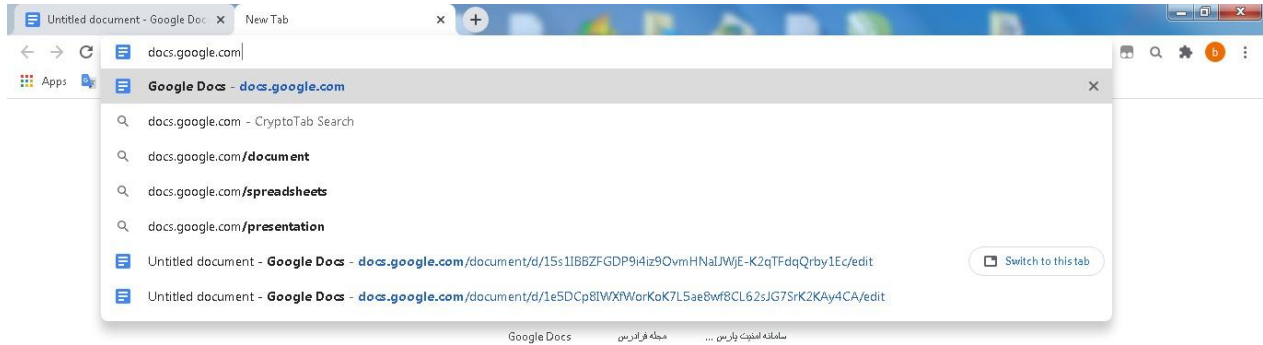 Untitled document - Google Doc
New Tab
docs.google.com
b
Apps
Google Docs - docs.google.com
docs.google.com - CryptoTab Search
docs.google.com/document
docs.google.com/spreadsheets
docs.google.com/presentation
Untitled document - Google Docs - docs.google.com/document/d/15s1IBBZFGDP9i4iz9OvmHNaIJWjE-K2qTFdqQrby1Ec/edit
Switch to this tab
Untitled document - Google Docs - docs.google.com/document/d/1e5DCp8IWXfWorKoK7L5ae8wf8CL62sJG7SrK2KAy4CA/edit
Google Docs مجله فرادرس سامانه امنیت پارس ...